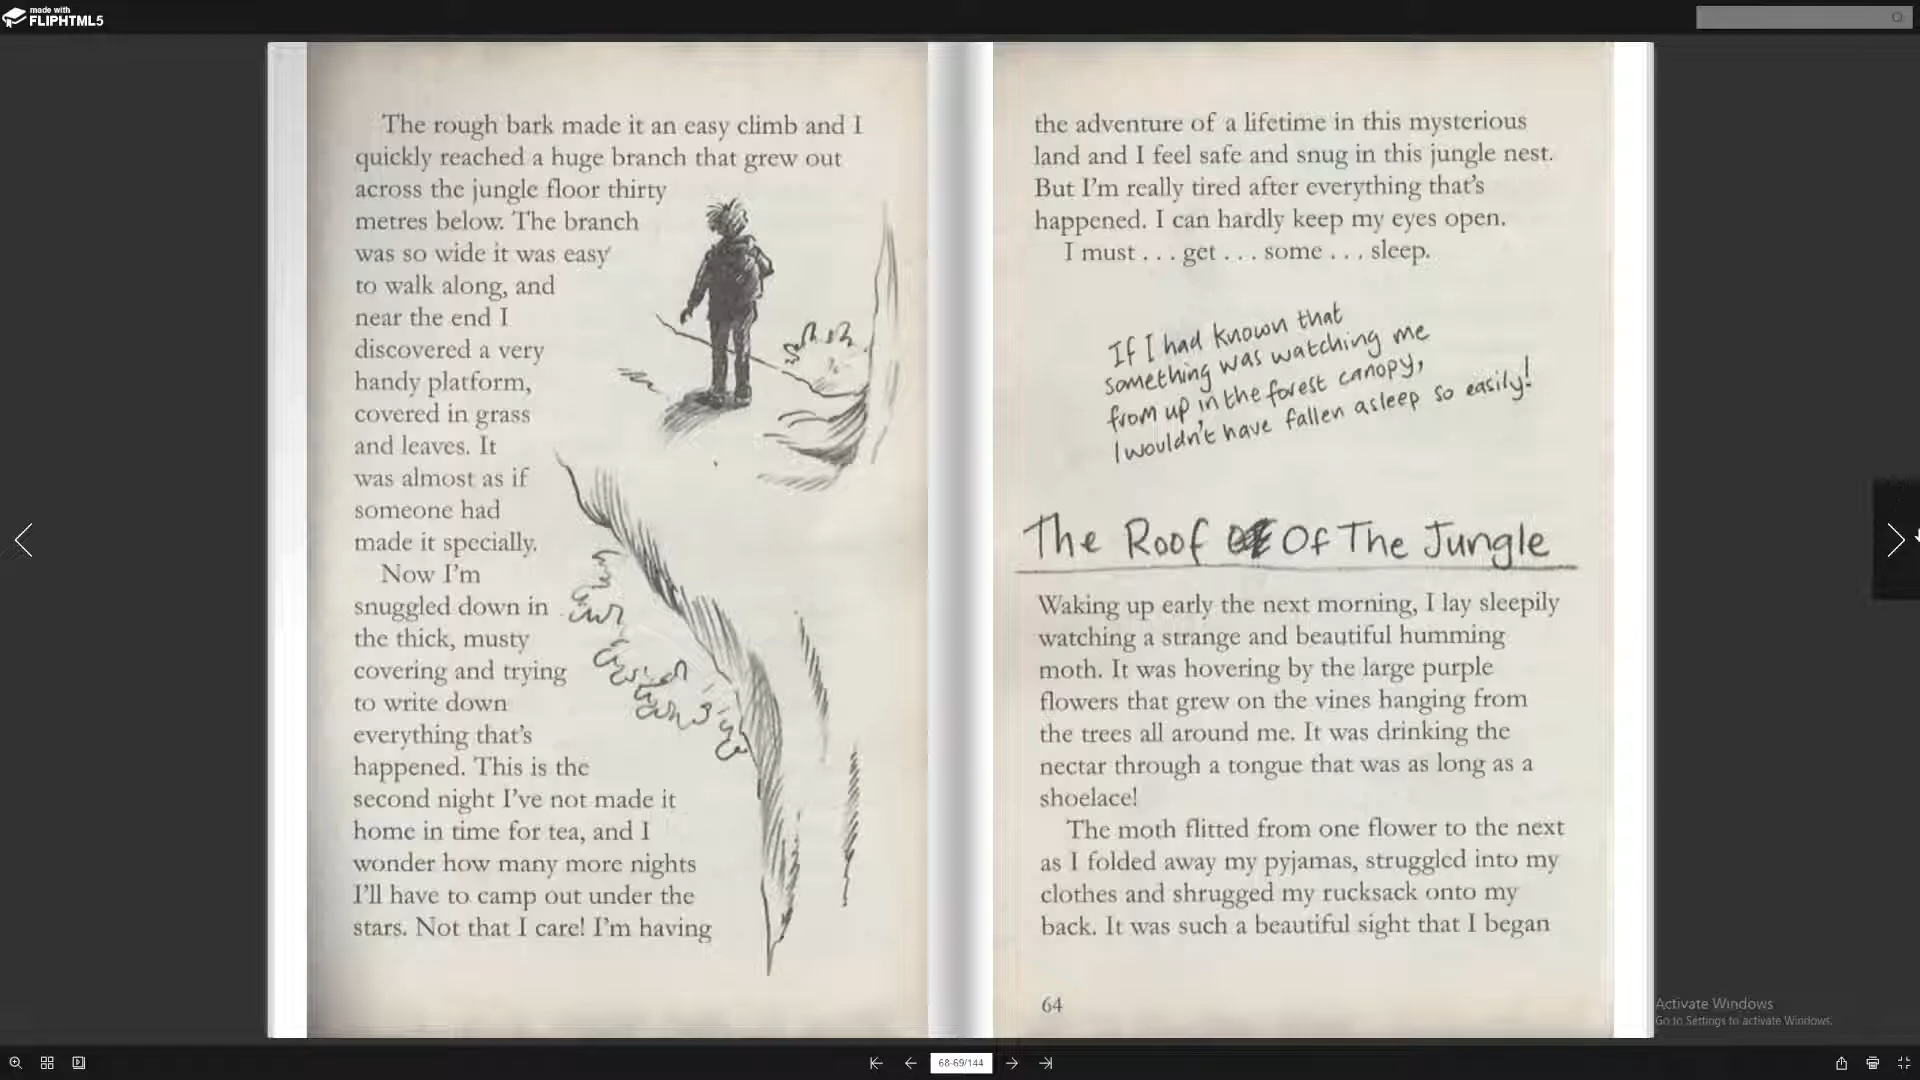 made with
FLIPHTML5
The rough bark made it an easy climb and I
quickly reached a huge branch that grew out
across the jungle floor thirty
metres below. The branch
was so wide it was easy
to walk along, and
near the end I
discovered a very
handy platform,
covered in grass
and leaves. It
was almost as if
someone had
made it specially.
Now I'm
snuggled down in
the thick, musty
covering and trying
to write down
everything that's
happened. This is the
second night I've not made it
home in time for tea, and I
wonder how many more nights
I'll have to camp out under the
stars. Not that I care! I'm having
the adventure of a lifetime in this mysterious
land and I feel safe and snug in this jungle nest.
But I'm really tired after everything that's
happened. I can hardly keep my eyes open.
I must . . . get . . . some . . . sleep.
If I had known that
something was watching me
from up in the forest canopy,
I wouldn't have fallen asleep so easily!
The Roof Of The Jungle
Waking up early the next morning, I lay sleepily
watching a strange and beautiful humming
moth. It was hovering by the large purple
flowers that grew on the vines hanging from
the trees all around me. It was drinking the
nectar through a tongue that was as long as a
shoelace!
The moth flitted from one flower to the next
as I folded away my pyjamas, struggled into my
clothes and shrugged my rucksack onto my
back. It was such a beautiful sight that I began
64
Activate Windows
Go to Settings to activate Windows.
68-69/144